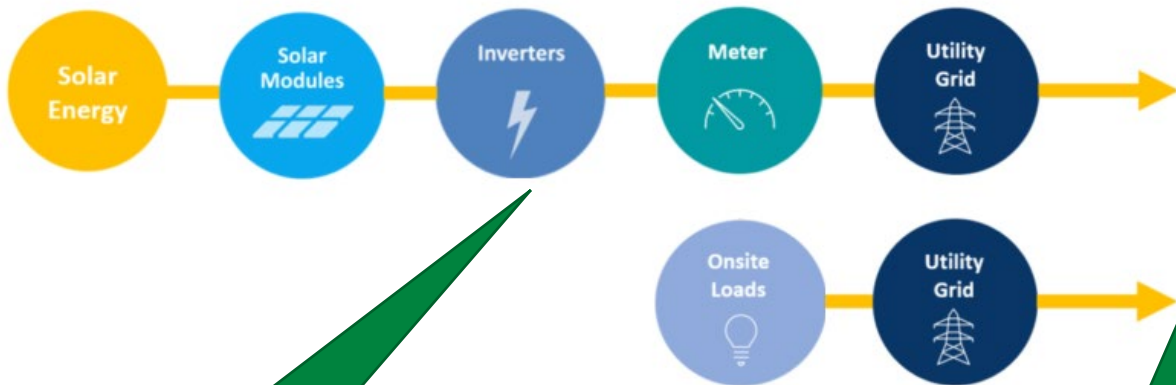 Solar
Energy
Solar
Modules
Inverters
Meter
Utility
Grid
Onsite
Loads
Utility
Grid